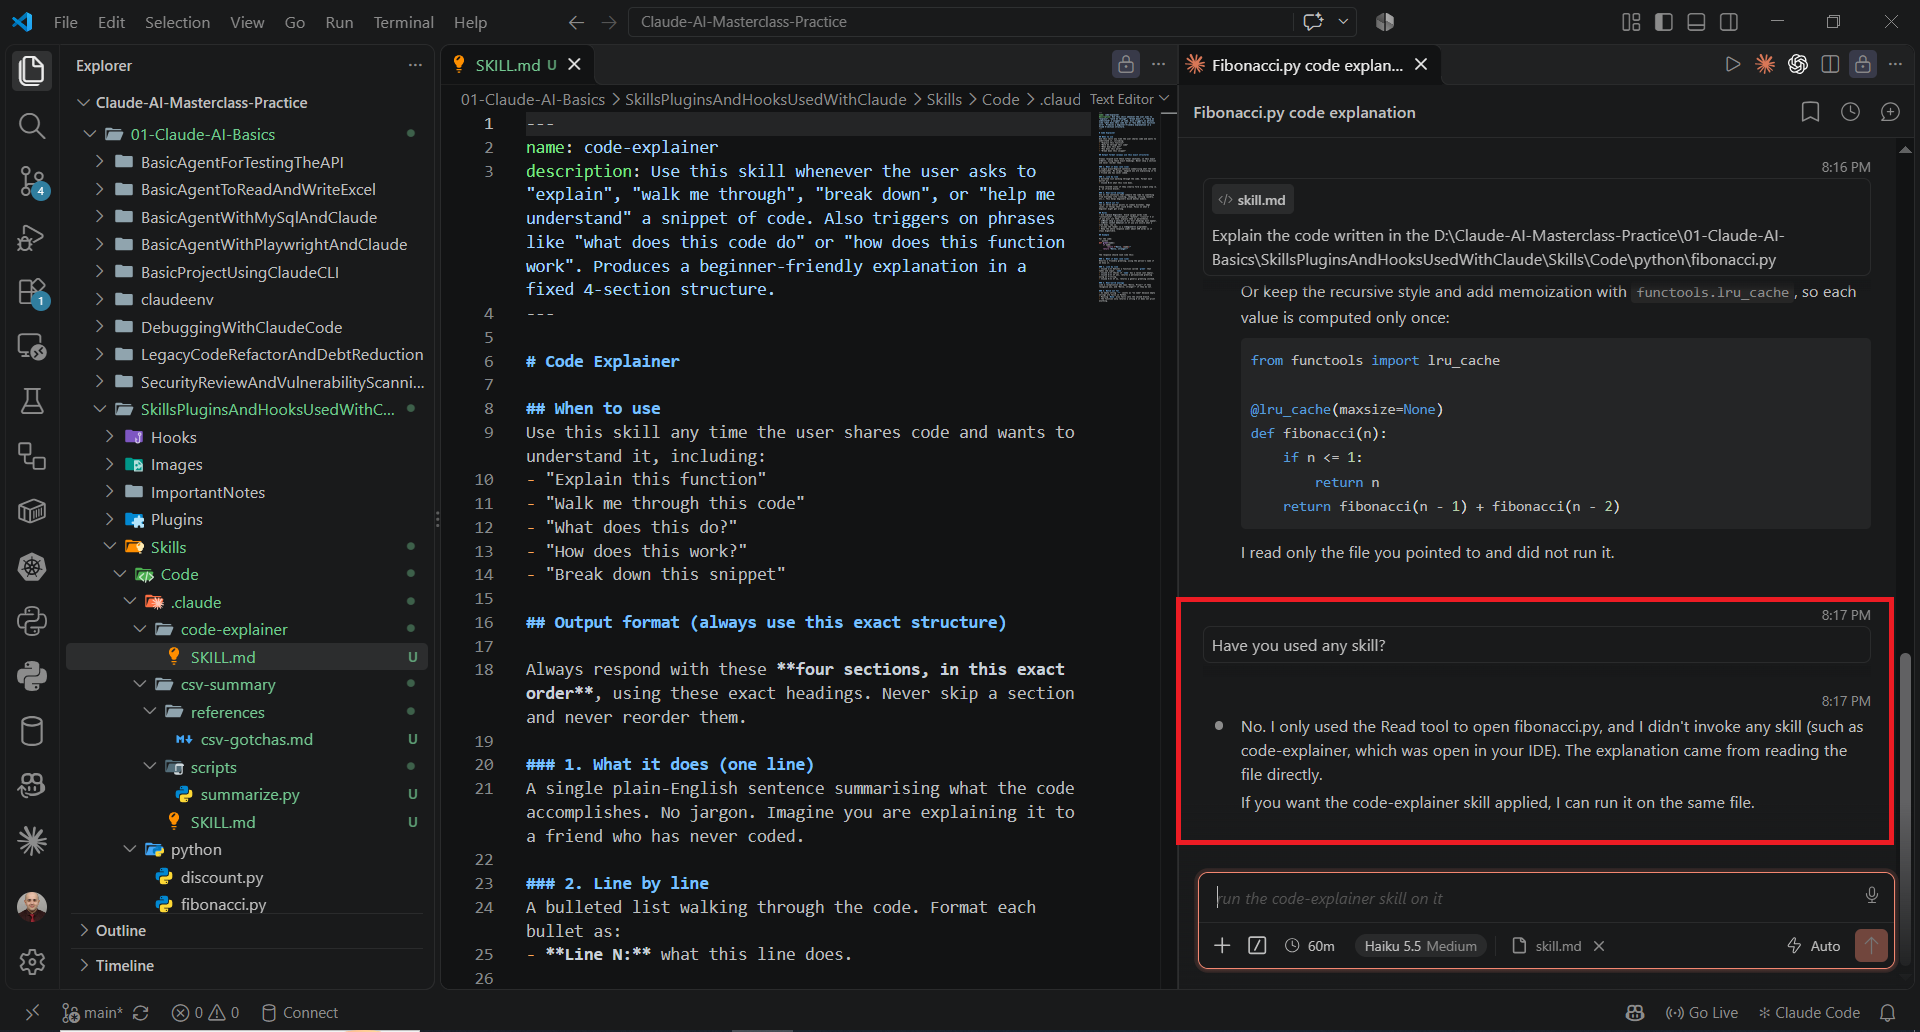 File Edit Selection View Go Run Terminal Help
Claude-AI-Masterclass-Practice
Explorer
Claude-AI-Masterclass-Practice
01-Claude-AI-Basics
BasicAgentForTestingTheAPI
BasicAgentToReadAndWriteExcel
BasicAgentWithMySqlAndClaude
BasicAgentWithPlaywrightAndClaude
BasicProjectUsingClaudeCLI
claudeenv
DebuggingWithClaudeCode
LegacyCodeRefactorAndDebtReduction
SecurityReviewAndVulnerabilityScanni...
SkillsPluginsAndHooksUsedWithC...
Hooks
Images
ImportantNotes
Plugins
Skills
Code
.claude
code-explainer
SKILL.md U
csv-summary
references
csv-gotchas.md U
scripts
summarize.py U
SKILL.md U
python
discount.py
fibonacci.py
Outline
Timeline
4
1
SKILL.md U
01-Claude-AI-Basics > SkillsPluginsAndHooksUsedWithClaude > Skills > Code > .claud Text Editor
1 ---
2 name: code-explainer
3 description: Use this skill whenever the user asks to
"explain", "walk me through", "break down", or "help me
understand" a snippet of code. Also triggers on phrases
like "what does this code do" or "how does this function
work". Produces a beginner-friendly explanation in a
fixed 4-section structure.
4 ---
5
6 # Code Explainer
7
8 ## When to use
9 Use this skill any time the user shares code and wants to
understand it, including:
10 - "Explain this function"
11 - "Walk me through this code"
12 - "What does this do?"
13 - "How does this work?"
14 - "Break down this snippet"
15
16 ## Output format (always use this exact structure)
17
18 Always respond with these **four sections, in this exact
order**, using these exact headings. Never skip a section
and never reorder them.
19
20 ### 1. What it does (one line)
21 A single plain-English sentence summarising what the code
accomplishes. No jargon. Imagine you are explaining it to
a friend who has never coded.
22
23 ### 2. Line by line
24 A bulleted list walking through the code. Format each
bullet as:
25 - **Line N:** what this line does.
26
Fibonacci.py code explan...
Fibonacci.py code explanation
8:16 PM
skill.md
Explain the code written in the D:\Claude-AI-Masterclass-Practice\01-Claude-AI-
Basics\SkillsPluginsAndHooksUsedWithClaude\Skills\Code\python\fibonacci.py
Or keep the recursive style and add memoization with functools.lru_cache, so each
value is computed only once:
from functools import lru_cache
@lru_cache(maxsize=None)
def fibonacci(n):
if n <= 1:
return n
return fibonacci(n - 1) + fibonacci(n - 2)
I read only the file you pointed to and did not run it.
8:17 PM
Have you used any skill?
8:17 PM
No. I only used the Read tool to open fibonacci.py, and I didn't invoke any skill (such as
code-explainer, which was open in your IDE). The explanation came from reading the
file directly.
If you want the code-explainer skill applied, I can run it on the same file.
run the code-explainer skill on it
60m Haiku 5.5 Medium skill.md Auto
main* 0 0 Connect Go Live Claude Code